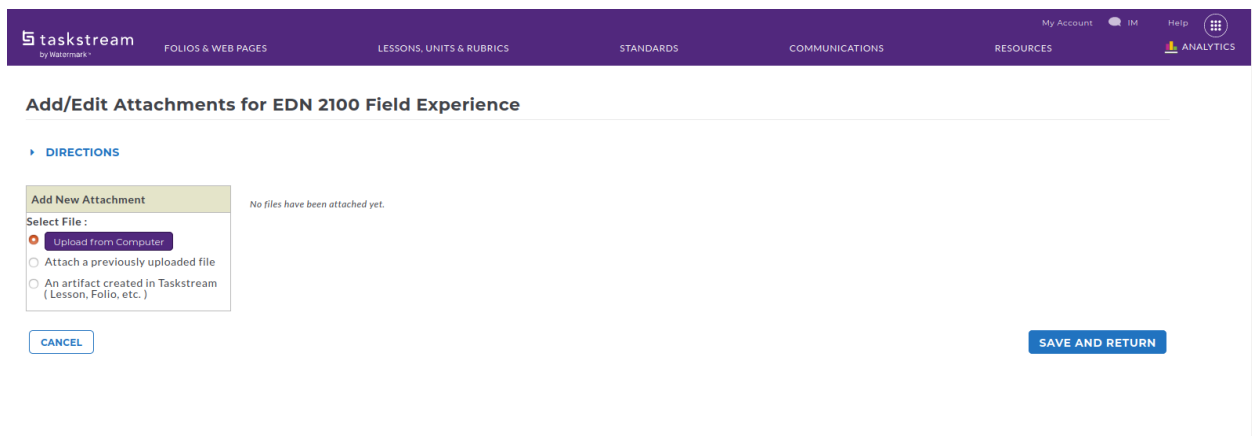 My Account IM Help
taskstream
by Watermark
FOLIOS & WEB PAGES LESSONS, UNITS & RUBRICS STANDARDS COMMUNICATIONS RESOURCES ANALYTICS
Add/Edit Attachments for EDN 2100 Field Experience
DIRECTIONS
Add New Attachment
No files have been attached yet.
Select File :
Upload from Computer
Attach a previously uploaded file
An artifact created in Taskstream
( Lesson, Folio, etc. )
CANCEL SAVE AND RETURN